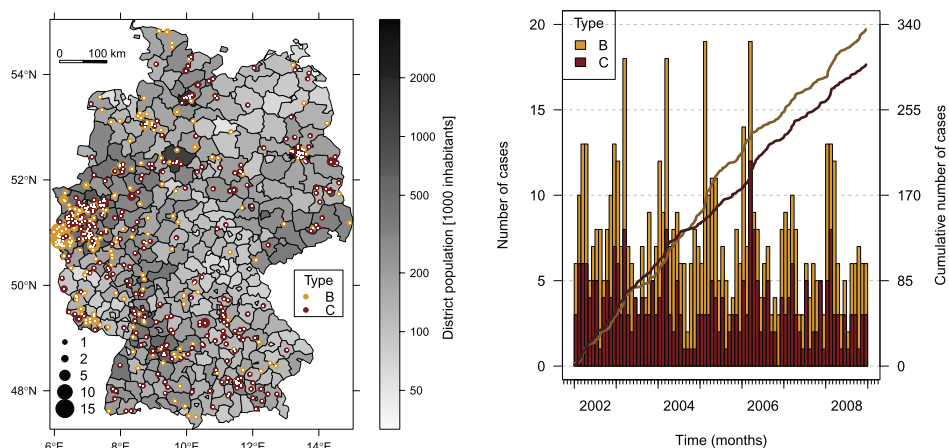 0 100 km
54°N
52°N
50°N
48°N
6°E 8°E 10°E 12°E 14°E
Type
B
C
1
2
5
10
15
2000
1000
500
200
100
50
District population [1000 inhabitants]
Type
B
C
20
15
10
5
0
Number of cases
340
255
170
85
0
Cumulative number of cases
2002 2004 2006 2008
Time (months)